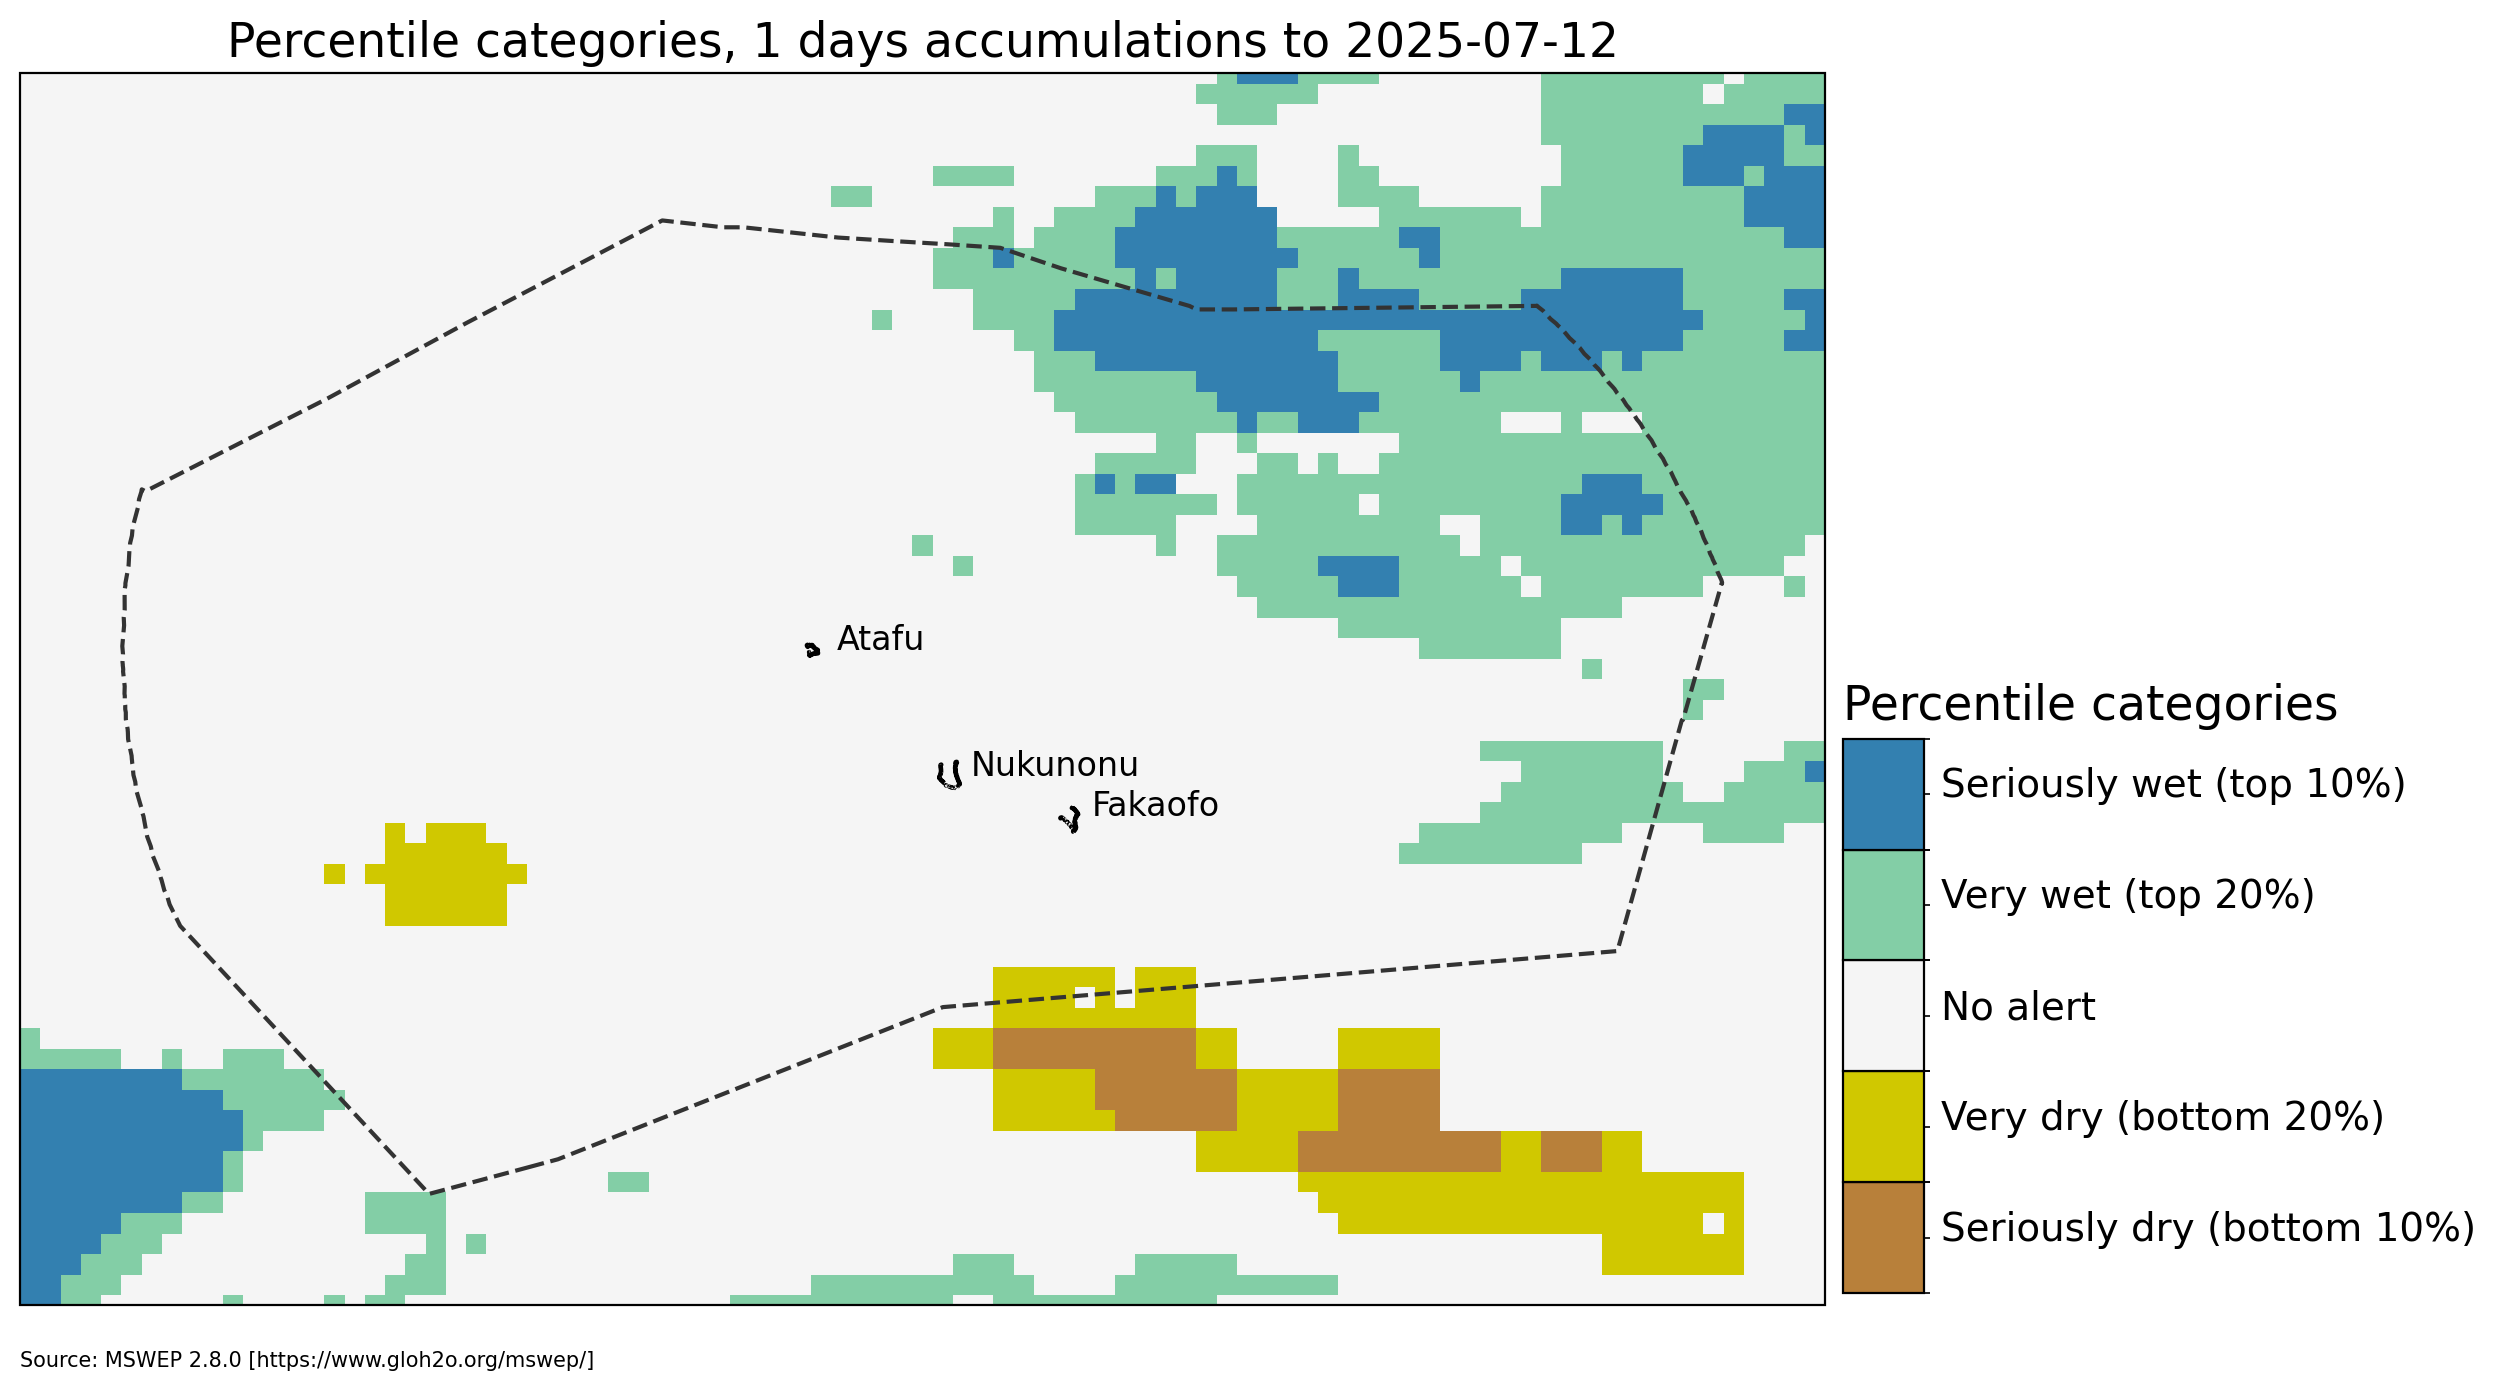 Percentile categories, 1 days accumulations to 2025-07-12
Atafu
Nukunonu
Fakaofo
Percentile categories
Seriously wet (top 10%)
Very wet (top 20%)
No alert
Very dry (bottom 20%)
Seriously dry (bottom 10%)
Source: MSWEP 2.8.0 [https://www.gloh2o.org/mswep/]